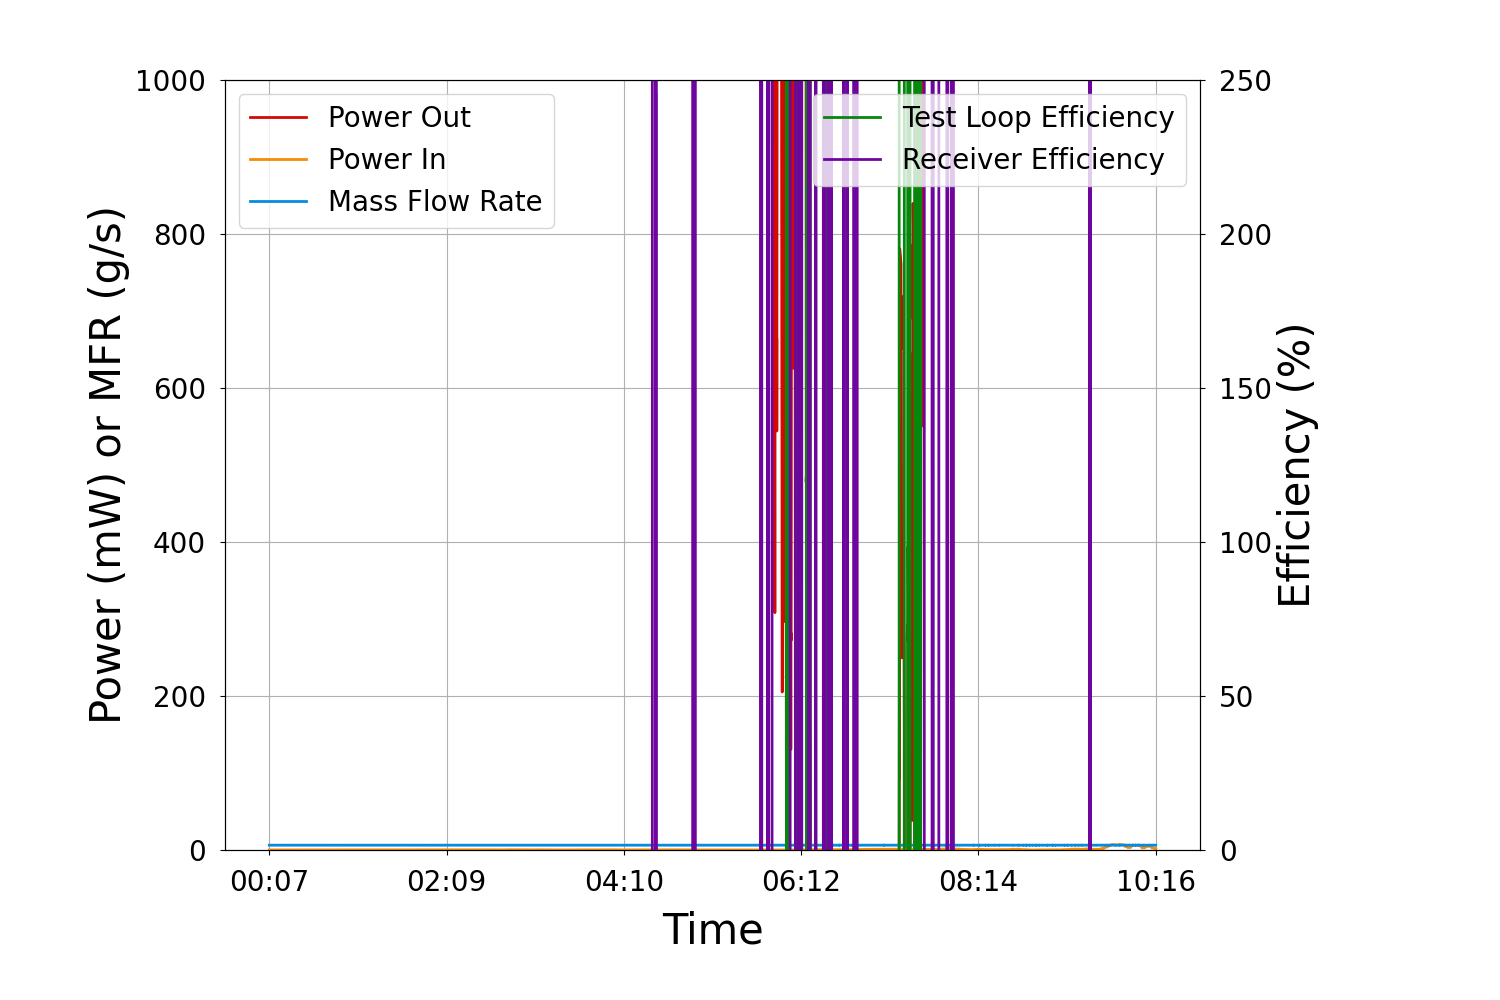 1000
800
600
400
200
0
Power (mW) or MFR (g/s)
Power Out
Power In
Mass Flow Rate
Test Loop Efficiency
Receiver Efficiency
250
200
150
100
50
0
Efficiency (%)
00:07 02:09 04:10 06:12 08:14 10:16
Time